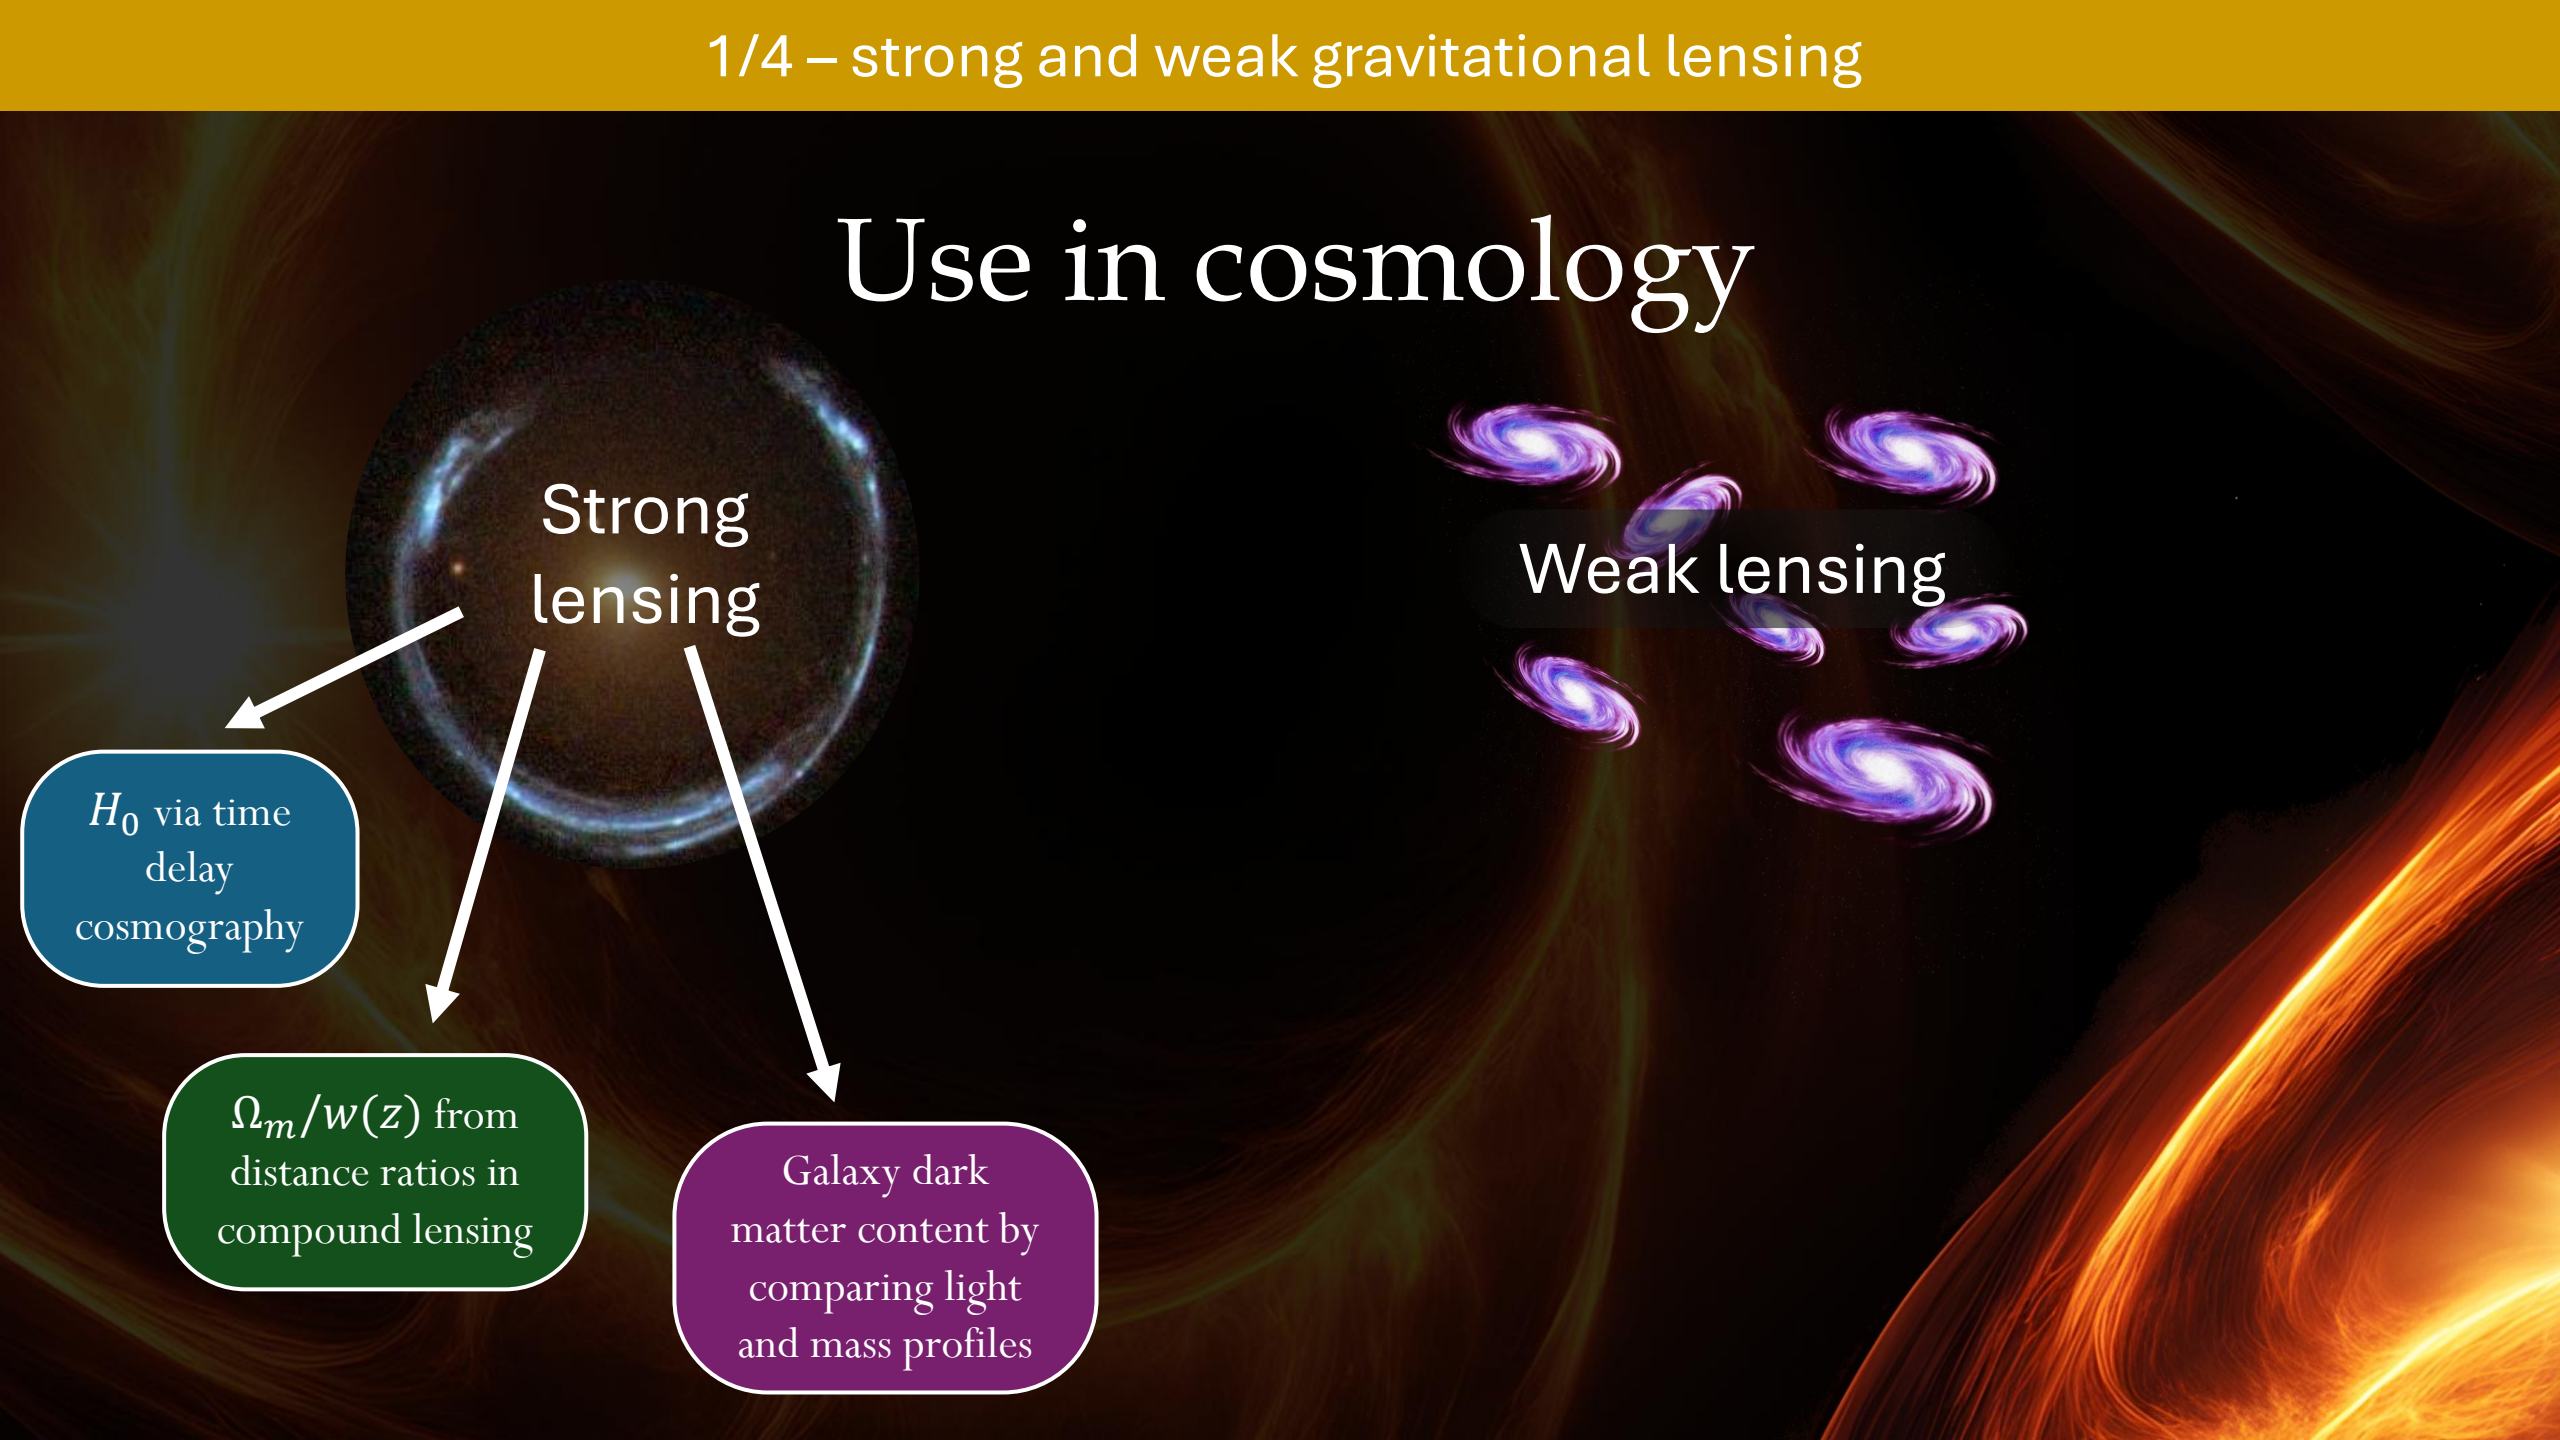 1/4 – strong and weak gravitational lensing
Use in cosmology
Strong
lensing
Weak lensing
H₀ via time
delay
cosmography
Ωₘ/w(z) from
distance ratios in
compound lensing
Galaxy dark
matter content by
comparing light
and mass profiles